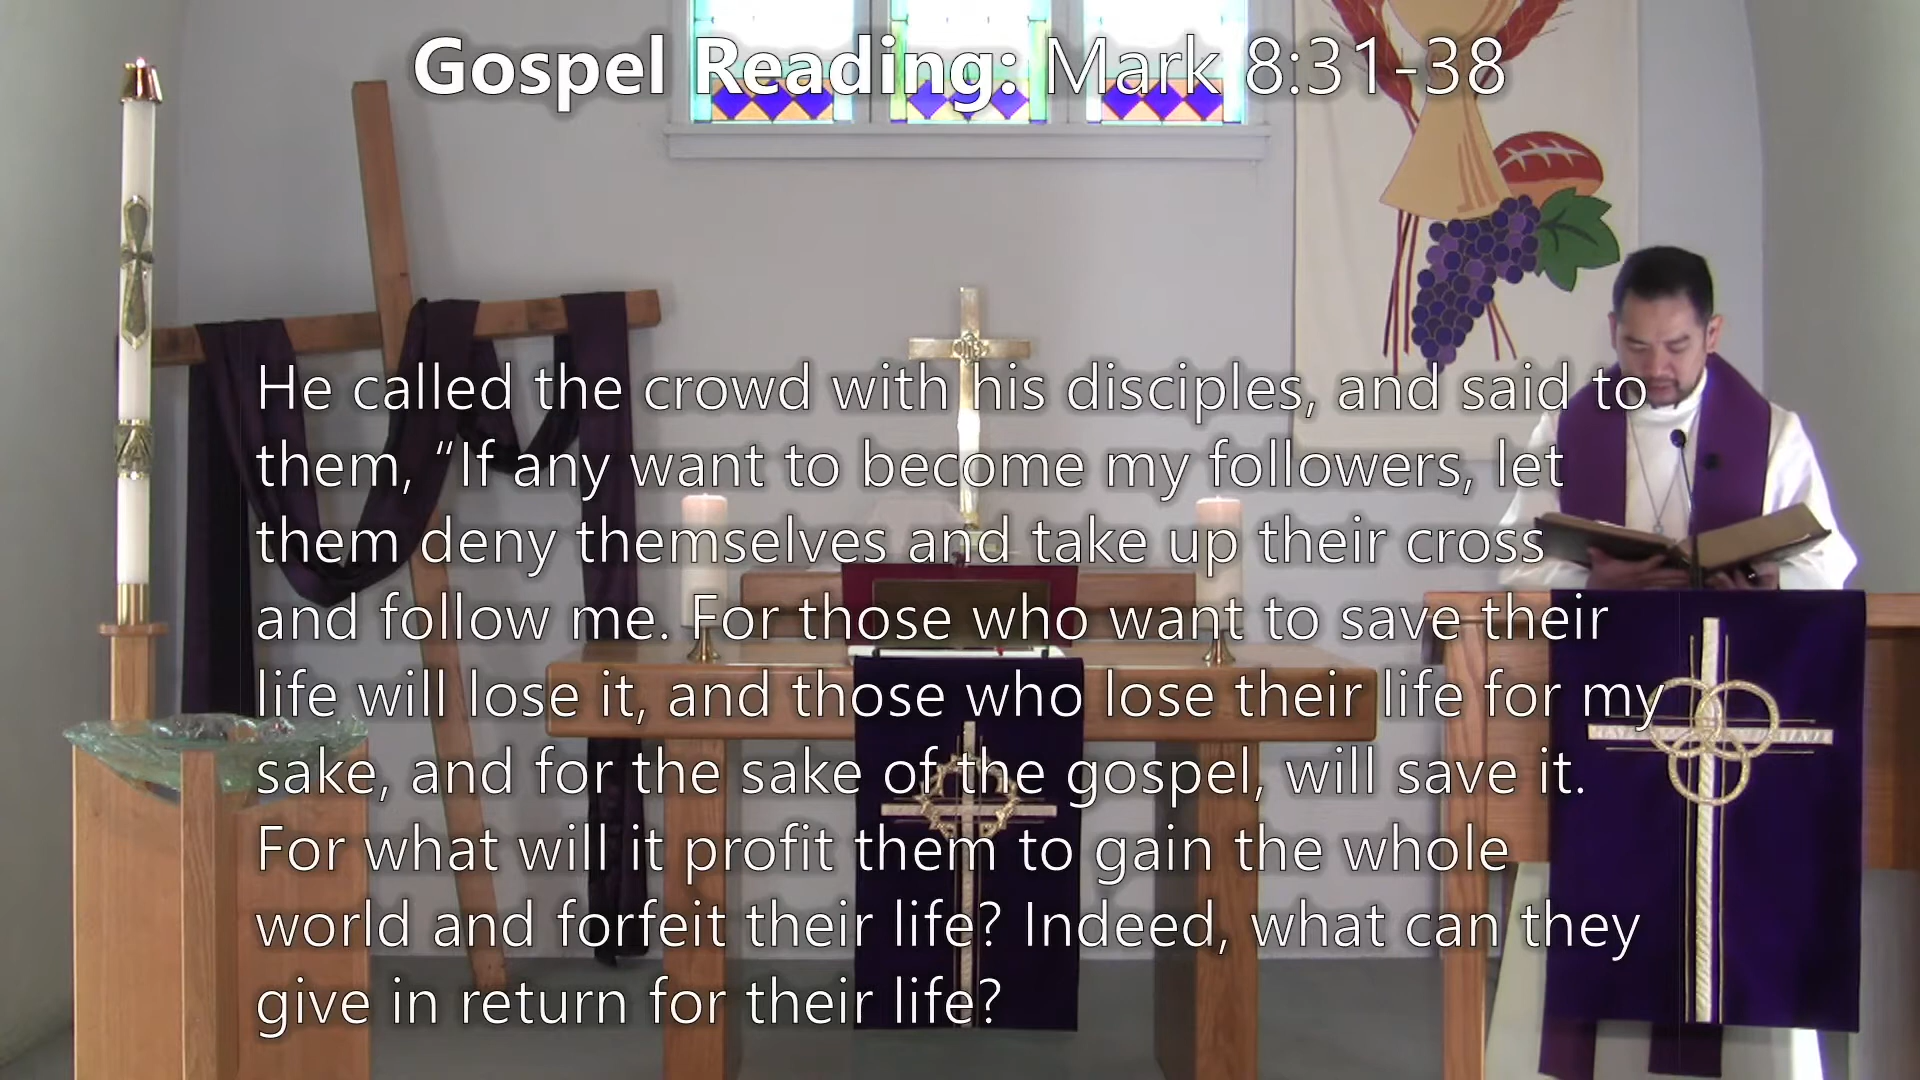 Gospel Reading: Mark 8:31-38
He called the crowd with his disciples, and said to
them, “If any want to become my followers, let
them deny themselves and take up their cross
and follow me. For those who want to save their
life will lose it, and those who lose their life for my
sake, and for the sake of the gospel, will save it.
For what will it profit them to gain the whole
world and forfeit their life? Indeed, what can they
give in return for their life?